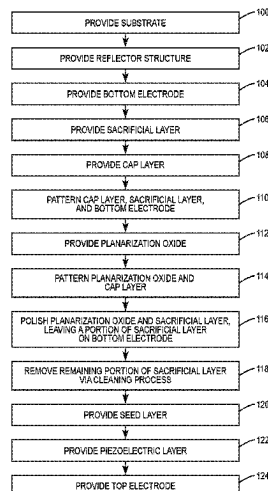 PROVIDE SUBSTRATE
100
PROVIDE REFLECTOR STRUCTURE
102
PROVIDE BOTTOM ELECTRODE
104
PROVIDE SACRIFICIAL LAYER
106
PROVIDE CAP LAYER
108
PATTERN CAP LAYER, SACRIFICIAL LAYER,
AND BOTTOM ELECTRODE
110
PROVIDE PLANARIZATION OXIDE
112
PATTERN PLANARIZATION OXIDE AND
CAP LAYER
114
POLISH PLANARIZATION OXIDE AND SACRIFICIAL LAYER,
LEAVING A PORTION OF SACRIFICIAL LAYER
ON BOTTOM ELECTRODE
116
REMOVE REMAINING PORTION OF SACRIFICIAL LAYER
VIA CLEANING PROCESS
118
PROVIDE SEED LAYER
120
PROVIDE PIEZOELECTRIC LAYER
122
PROVIDE TOP ELECTRODE
124